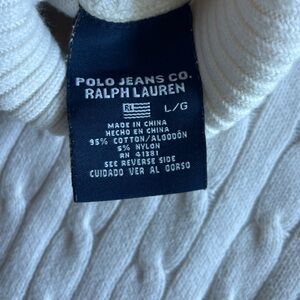 POLO JEANS CO.
RALPH LAUREN
RL L/G
MADE IN CHINA
HECHO EN CHINA
95% COTTON/ALGODÓN
5% NYLON
RN 41381
SEE REVERSE SIDE
CUIDADO VER AL DORSO